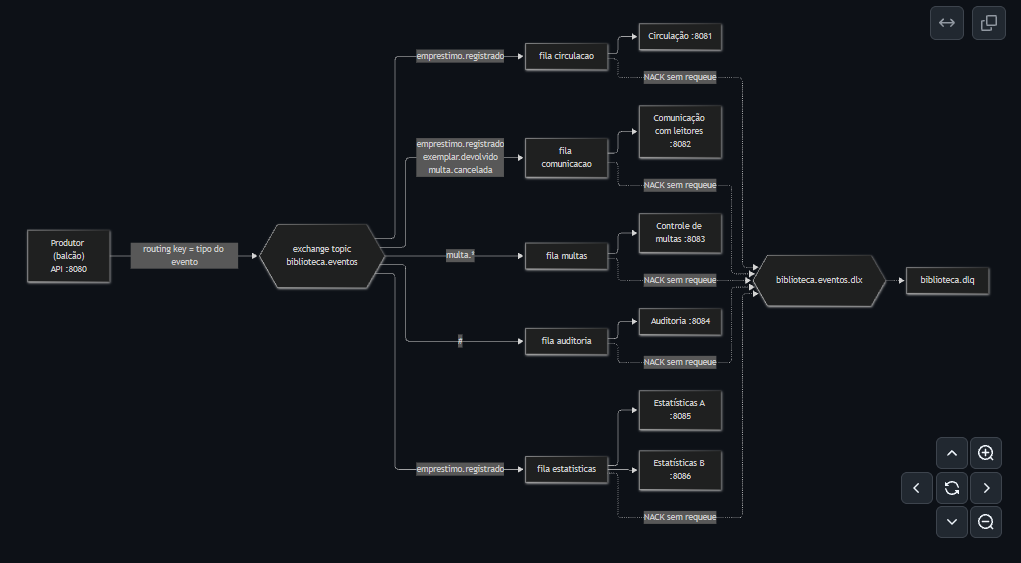 Produtor
(balcão)
API :8080
routing key = tipo do
evento
exchange topic
biblioteca.eventos
emprestimo.registrado
fila circulacao
Circulação :8081
NACK sem requeue
emprestimo.registrado
exemplar.devolvido
multa.cancelada
fila
comunicacao
Comunicação
com leitores
:8082
NACK sem requeue
multa.*
fila multas
Controle de
multas :8083
NACK sem requeue
#
fila auditoria
Auditoria :8084
NACK sem requeue
emprestimo.registrado
fila estatisticas
Estatísticas A
:8085
Estatísticas B
:8086
NACK sem requeue
biblioteca.eventos.dlx
biblioteca.dlq